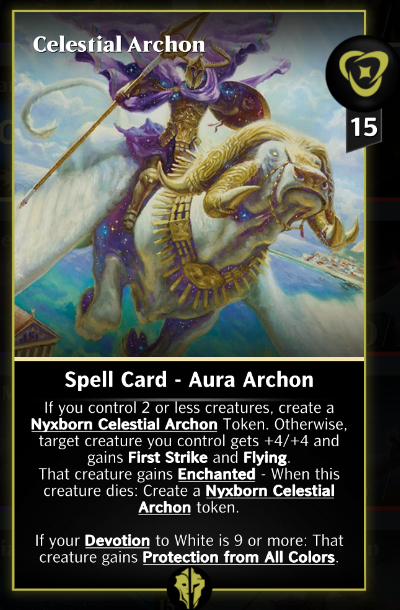 Celestial Archon
15
Spell Card - Aura Archon
If you control 2 or less creatures, create a
Nyxborn Celestial Archon Token. Otherwise,
target creature you control gets +4/+4 and
gains First Strike and Flying.
That creature gains Enchanted - When this
creature dies: Create a Nyxborn Celestial
Archon token.
If your Devotion to White is 9 or more: That
creature gains Protection from All Colors.